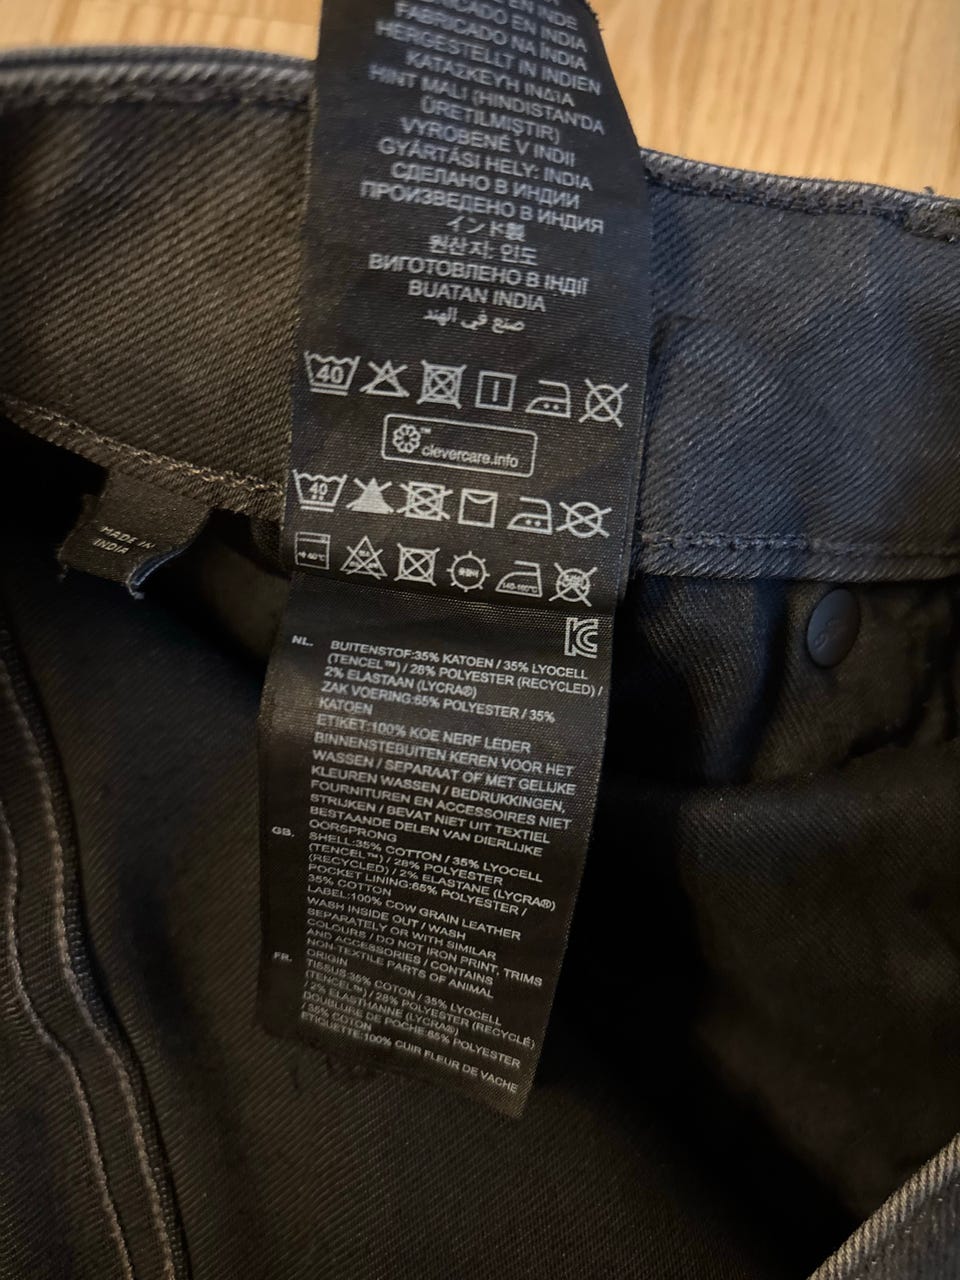 FABRICADO EN INDIA
FABRICADO NA ÍNDIA
HERGESTELLT IN INDIEN
HINT MALI (HINDISTAN'DA
ÜRETILMIŞTIR)
VYROBENÉ V INDII
GYÁRTÁSI HELY: INDIA
СДЕЛАНО В ИНДИИ
ПРОИЗВЕДЕНО В ИНДИЯ
インド製
원산지: 인도
ВИГОТОВЛЕНО В ІНДІЇ
BUATAN INDIA
صنع في الهند
40
clevercare.info
40
MADE IN
INDIA
NL. BUITENSTOF:35% KATOEN / 35% LYOCELL
(TENCEL™) / 28% POLYESTER (RECYCLED) /
2% ELASTAAN (LYCRA®)
ZAK VOERING:65% POLYESTER / 35%
KATOEN
ETIKET:100% KOE NERF LEDER
BINNENSTEBUITEN KEREN VOOR HET
WASSEN / SEPARAAT OF MET GELIJKE
KLEUREN WASSEN / BEDRUKKINGEN,
FOURNITUREN EN ACCESSOIRES NIET
STRIJKEN / BEVAT NIET UIT TEXTIEL
BESTAANDE DELEN VAN DIERLIJKE
OORSPRONG
GB. SHELL:35% COTTON / 35% LYOCELL
(TENCEL™) / 28% POLYESTER
(RECYCLED) / 2% ELASTANE (LYCRA®)
POCKET LINING:65% POLYESTER /
35% COTTON
LABEL:100% COW GRAIN LEATHER
WASH INSIDE OUT / WASH
SEPARATELY OR WITH SIMILAR
COLOURS / DO NOT IRON PRINT, TRIMS
AND ACCESSORIES / CONTAINS
NON TEXTILE PARTS OF ANIMAL
ORIGIN
FR. TISSUS:35% COTON / 35% LYOCELL
(TENCEL™) / 28% POLYESTER (RECYCLÉ)
/ 2% ELASTHANNE (LYCRA®)
DOUBLURE DE POCHE:65% POLYESTER
/ 35% COTON
ETIQUETTE:100% CUIR FLEUR DE VACHE